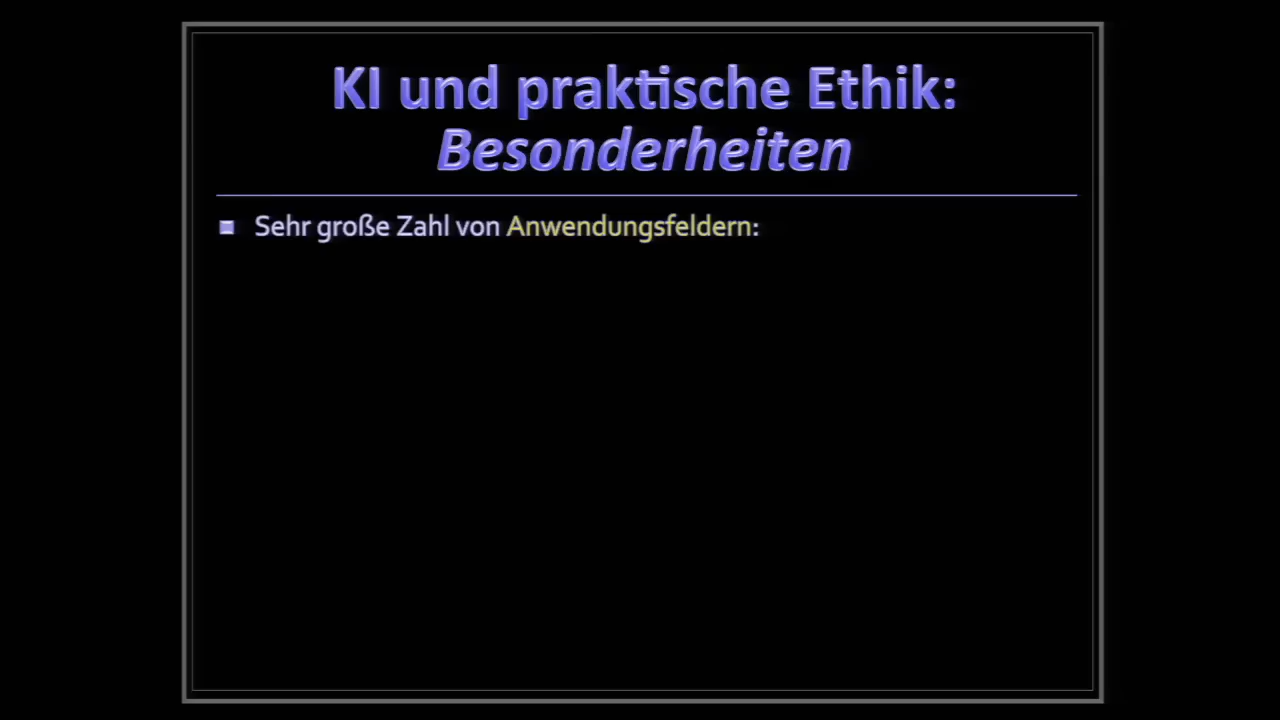 KI und praktische Ethik:
Besonderheiten
Sehr große Zahl von Anwendungsfeldern: